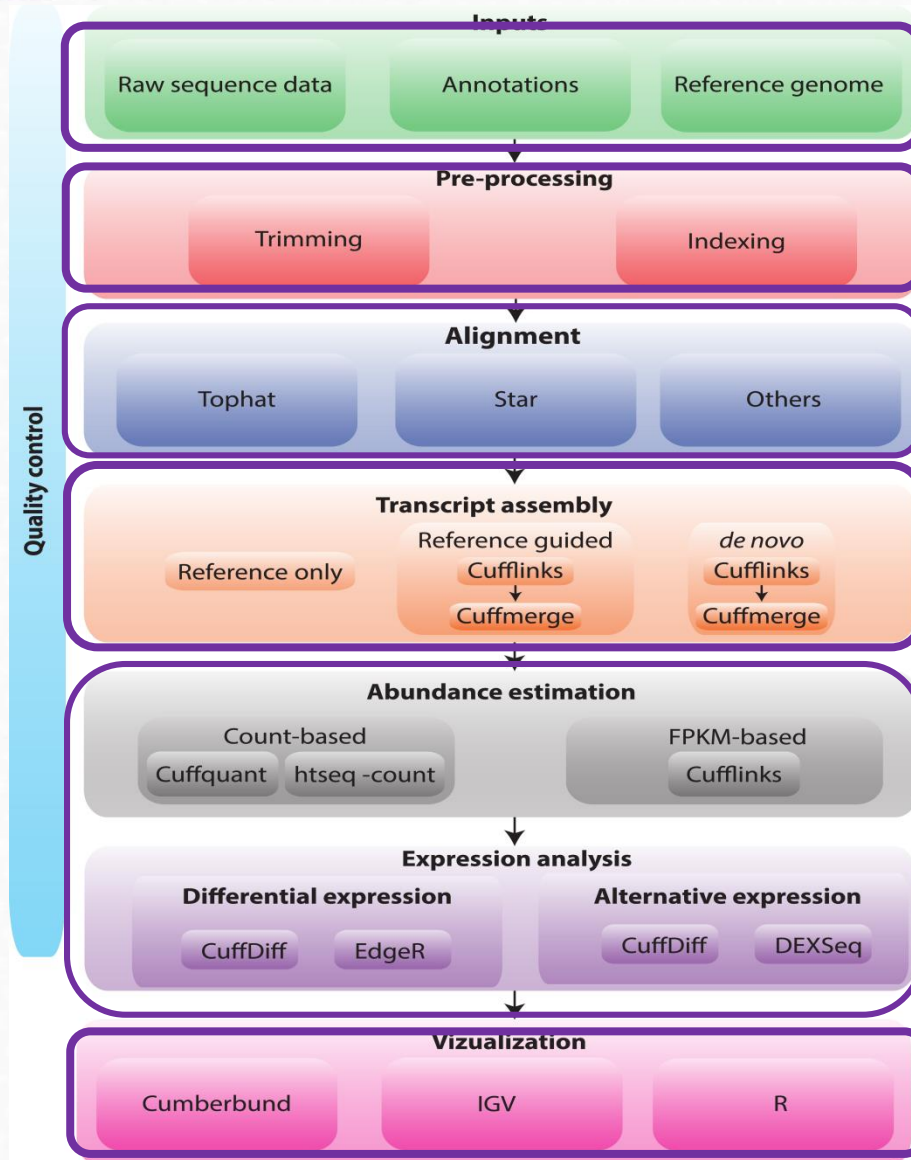 Quality control
Inputs
Raw sequence data Annotations Reference genome
Pre-processing
Trimming Indexing
Alignment
Tophat Star Others
Transcript assembly
Reference only
Reference guided
Cufflinks
Cuffmerge
de novo
Cufflinks
Cuffmerge
Abundance estimation
Count-based
Cuffquant htseq -count
FPKM-based
Cufflinks
Expression analysis
Differential expression
CuffDiff EdgeR
Alternative expression
CuffDiff DEXSeq
Vizualization
Cumberbund IGV R